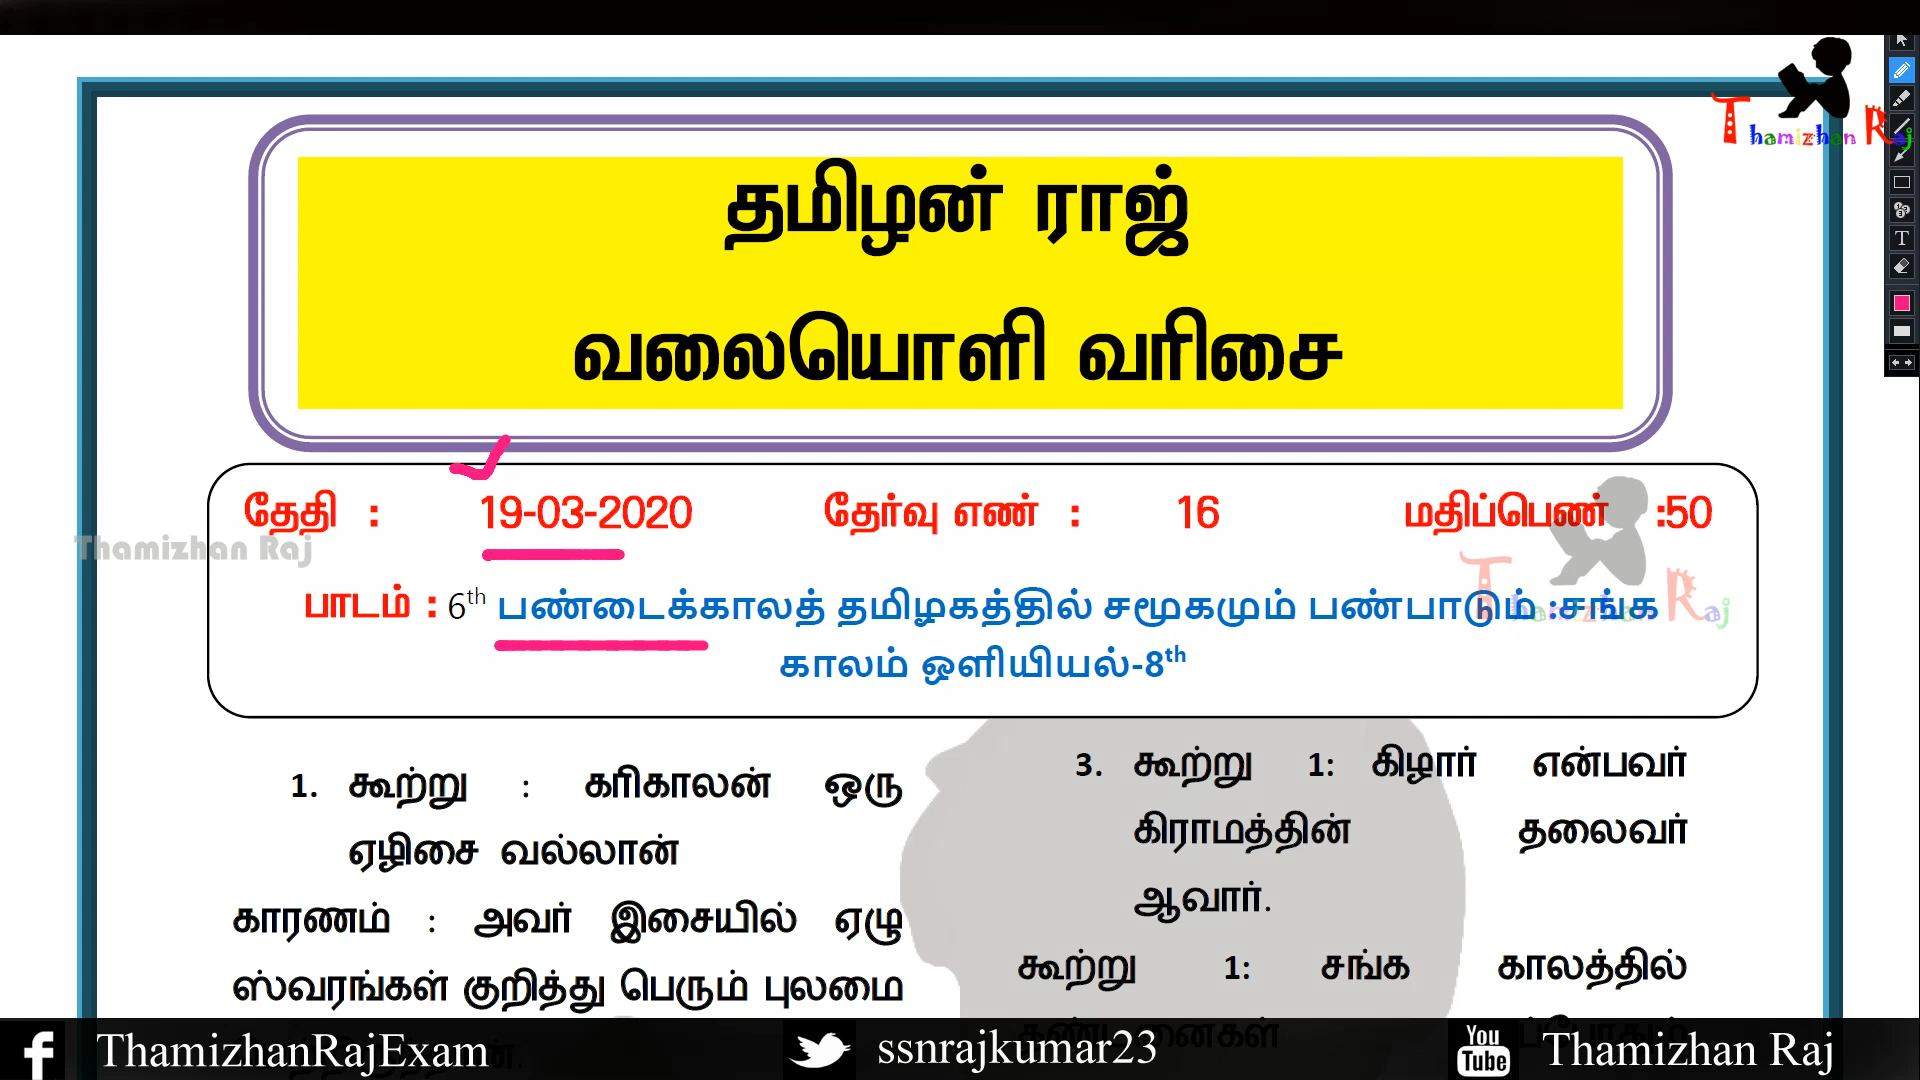 Thamizhan Raj
தமிழன் ராஜ்
வலையொளி வரிசை
தேதி : 19-03-2020 தேர்வு எண் : 16 மதிப்பெண் :50
Thamizhan Raj
Thamizhan Raj
பாடம் : 6th பண்டைக்காலத் தமிழகத்தில் சமூகமும் பண்பாடும் :சங்க
காலம் ஒளியியல்-8th
1. கூற்று : கரிகாலன் ஒரு
ஏழிசை வல்லான்
காரணம் : அவர் இசையில் ஏழு
ஸ்வரங்கள் குறித்து பெரும் புலமை
3. கூற்று 1: கிழார் என்பவர்
கிராமத்தின் தலைவர்
ஆவார்.
கூற்று 1: சங்க காலத்தில்
ThamizhanRajExam
ssnrajkumar23
You Tube Thamizhan Raj